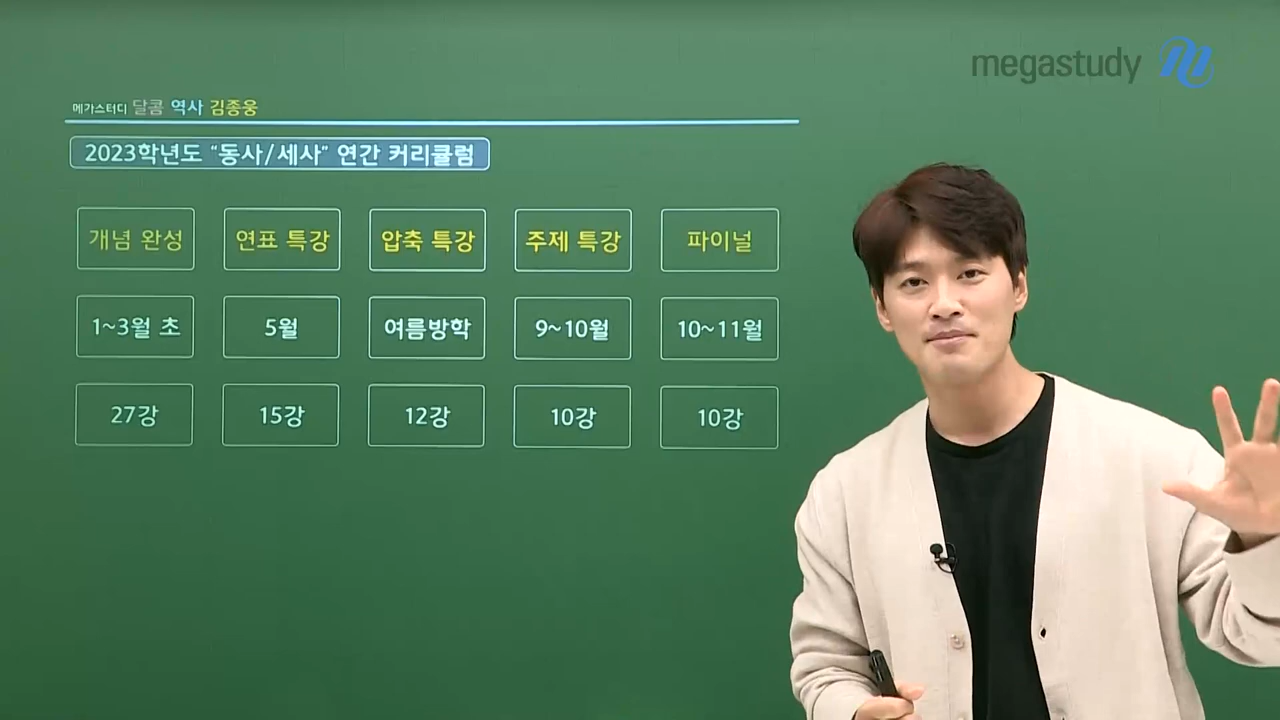 megastudy
메가스터디 달콤 역사 김종웅
2023학년도 "동사/세사" 연간 커리큘럼
개념 완성 연표 특강 압축 특강 주제 특강 파이널
1~3월 초 5월 여름방학 9~10월 10~11월
27강 15강 12강 10강 10강